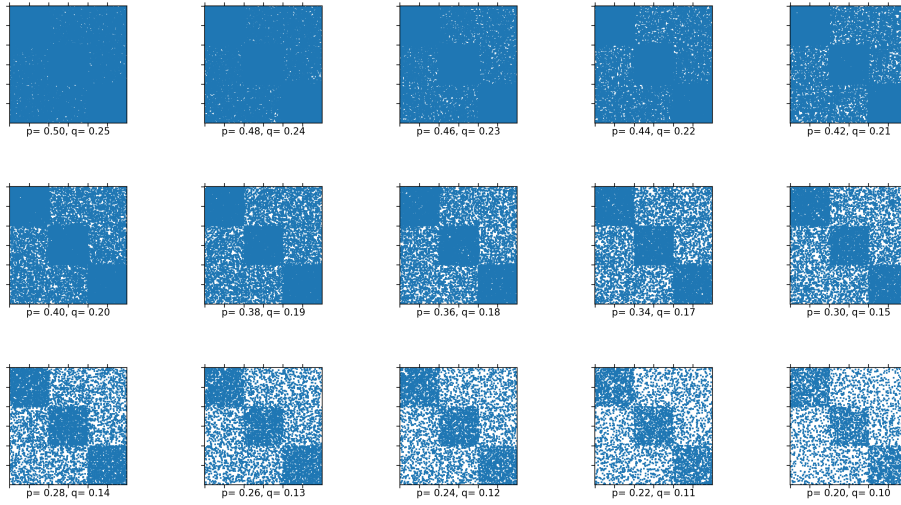 p= 0.50, q= 0.25
p= 0.48, q= 0.24
p= 0.46, q= 0.23
p= 0.44, q= 0.22
p= 0.42, q= 0.21
p= 0.40, q= 0.20
p= 0.38, q= 0.19
p= 0.36, q= 0.18
p= 0.34, q= 0.17
p= 0.30, q= 0.15
p= 0.28, q= 0.14
p= 0.26, q= 0.13
p= 0.24, q= 0.12
p= 0.22, q= 0.11
p= 0.20, q= 0.10